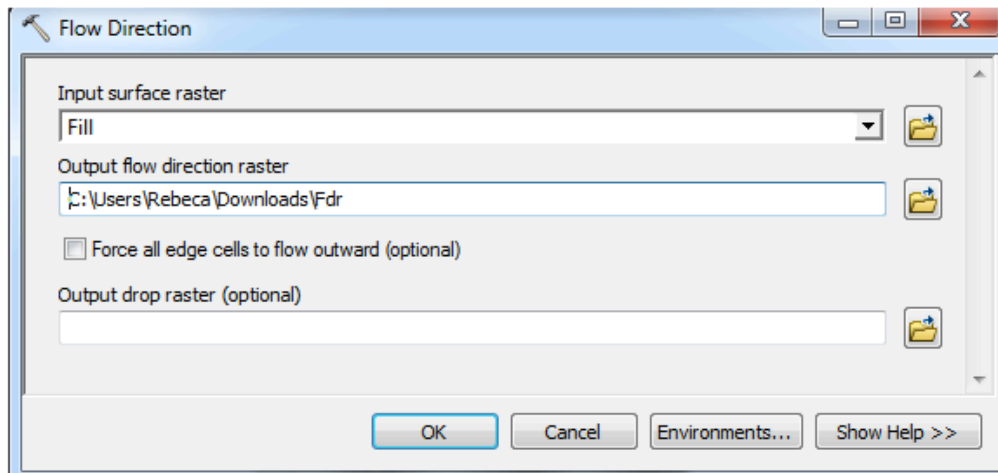 Flow Direction
Input surface raster
Fill
Output flow direction raster
C:\Users\Rebeca\Downloads\Fdr
Force all edge cells to flow outward (optional)
Output drop raster (optional)
OK Cancel Environments... Show Help >>